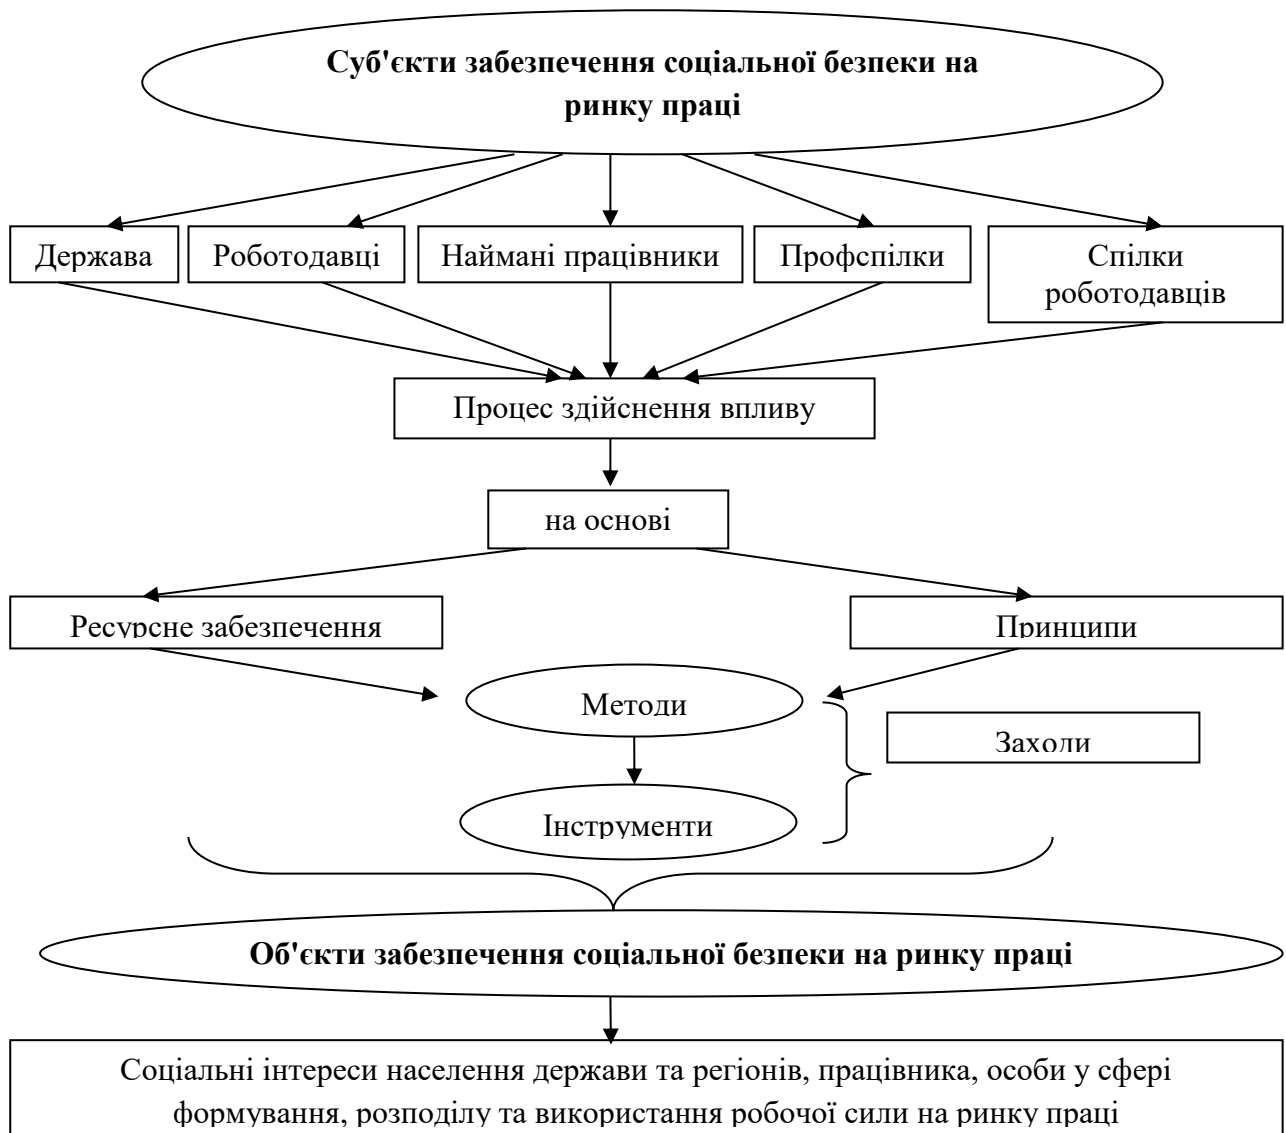 Суб'єкти забезпечення соціальної безпеки на
ринку праці
Держава
Роботодавці
Наймані працівники
Профспілки
Спілки
роботодавців
Процес здійснення впливу
на основі
Ресурсне забезпечення
Принципи
Методи
Заходи
Інструменти
Об'єкти забезпечення соціальної безпеки на ринку праці
Соціальні інтереси населення держави та регіонів, працівника, особи у сфері
формування, розподілу та використання робочої сили на ринку праці